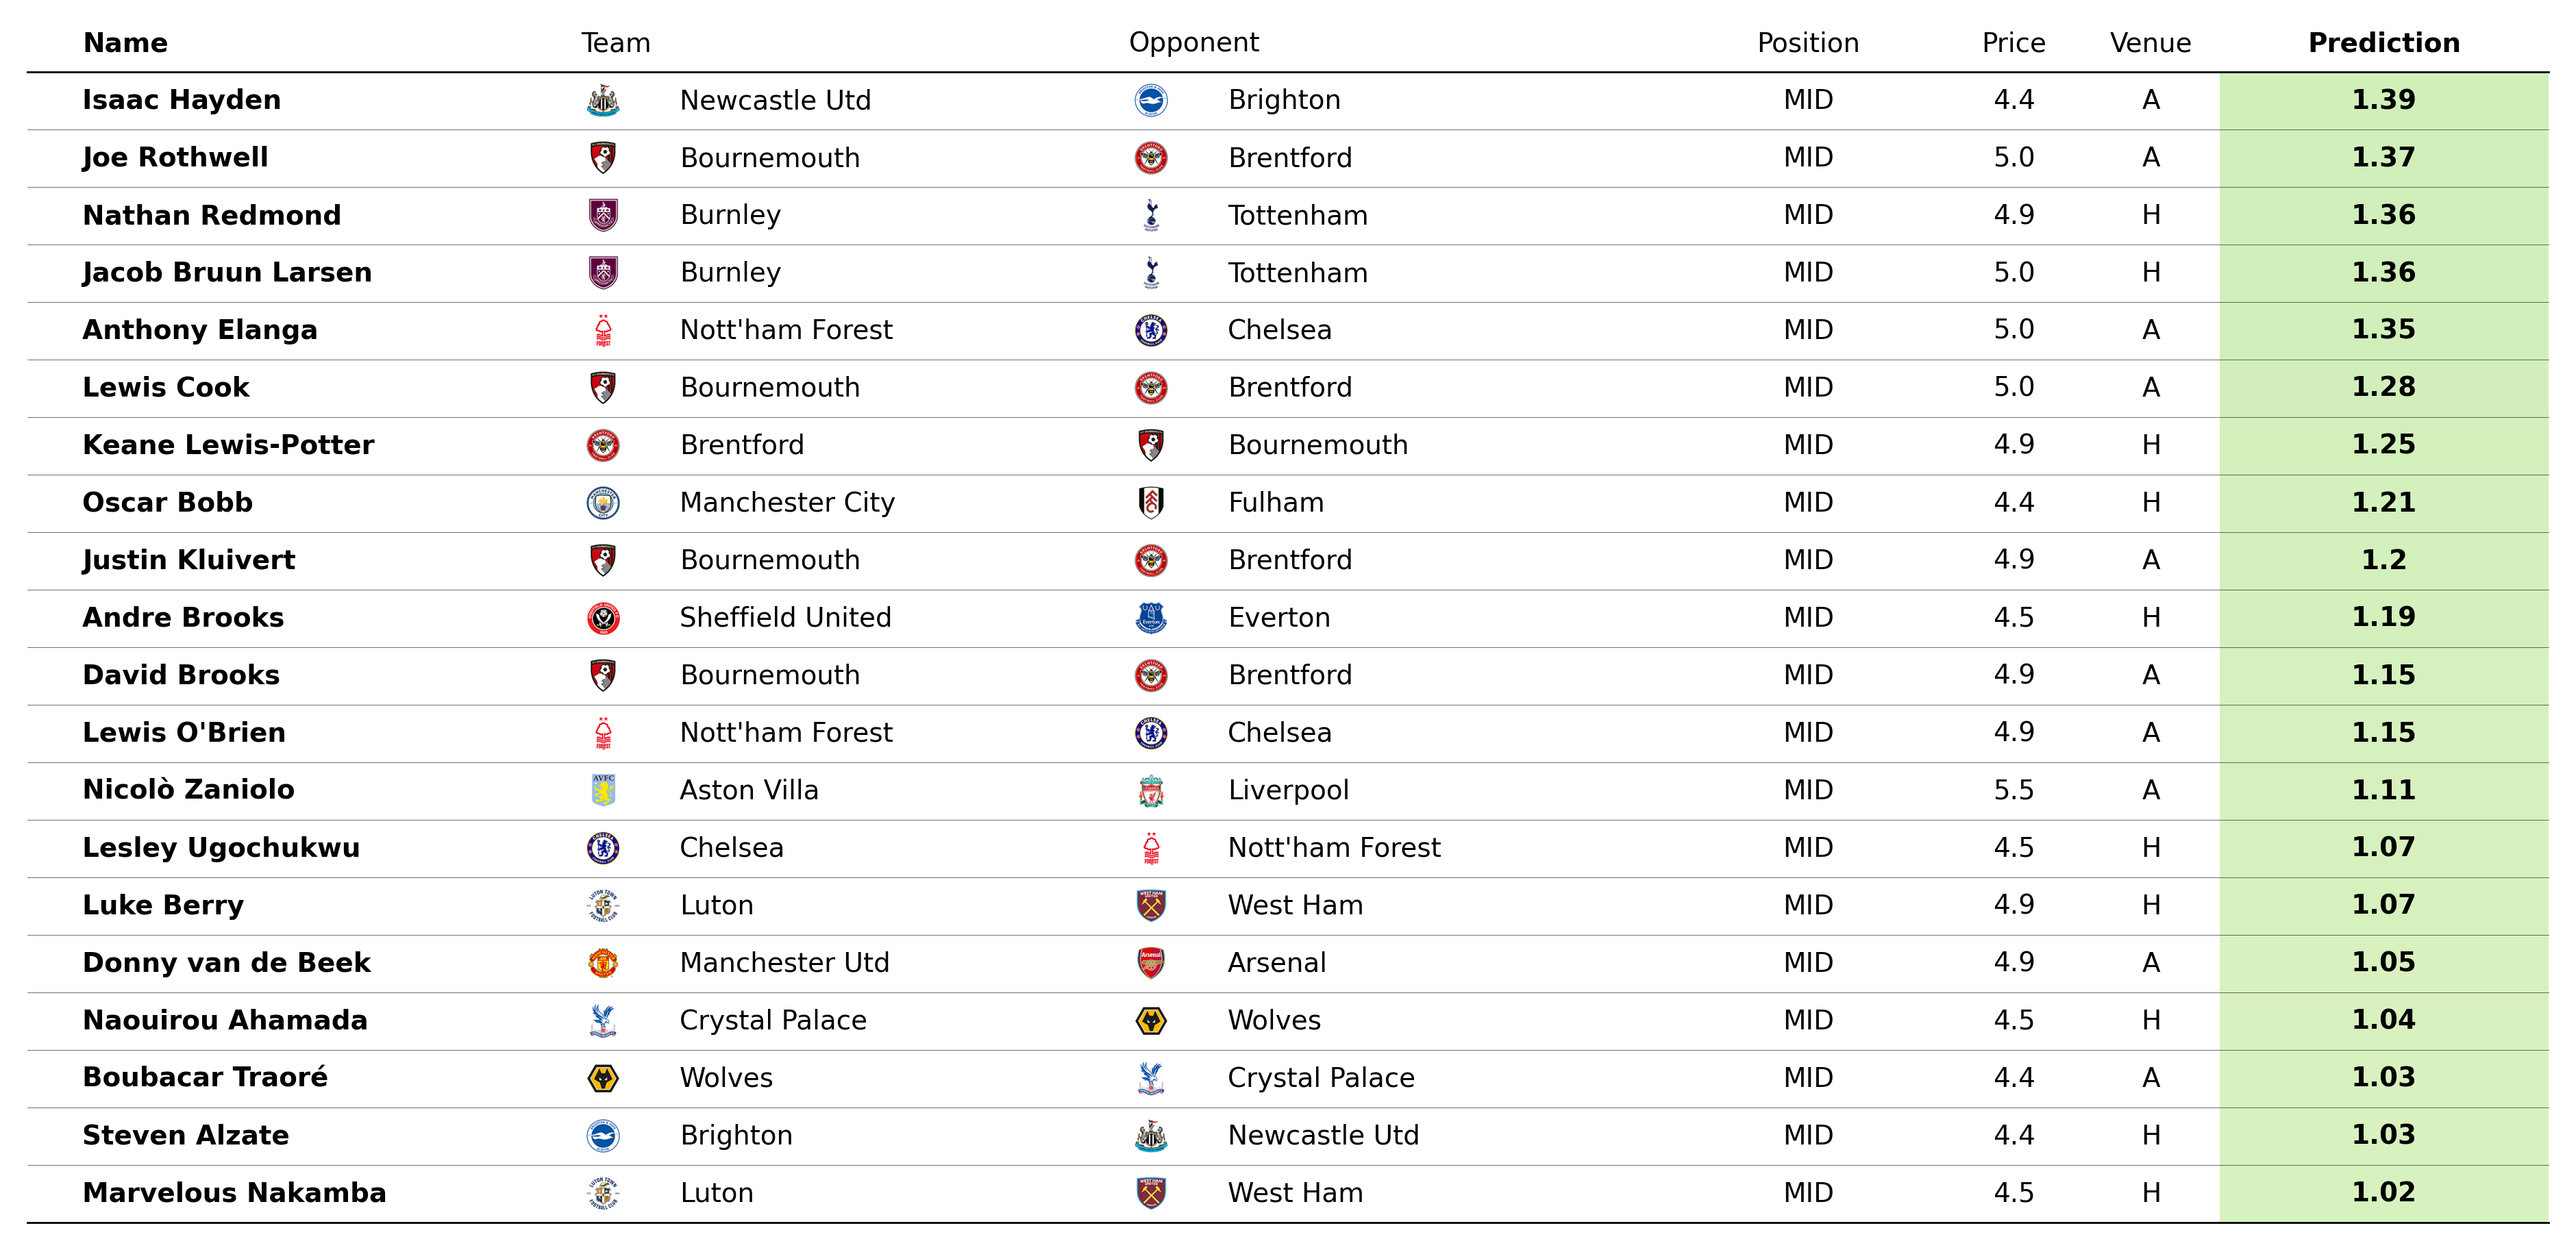 Name Team Opponent Position Price Venue Prediction
Isaac Hayden Newcastle Utd Brighton MID 4.4 A 1.39
Joe Rothwell Bournemouth Brentford MID 5.0 A 1.37
Nathan Redmond Burnley Tottenham MID 4.9 H 1.36
Jacob Bruun Larsen Burnley Tottenham MID 5.0 H 1.36
Anthony Elanga Nott'ham Forest Chelsea MID 5.0 A 1.35
Lewis Cook Bournemouth Brentford MID 5.0 A 1.28
Keane Lewis-Potter Brentford Bournemouth MID 4.9 H 1.25
Oscar Bobb Manchester City Fulham MID 4.4 H 1.21
Justin Kluivert Bournemouth Brentford MID 4.9 A 1.2
Andre Brooks Sheffield United Everton MID 4.5 H 1.19
David Brooks Bournemouth Brentford MID 4.9 A 1.15
Lewis O'Brien Nott'ham Forest Chelsea MID 4.9 A 1.15
Nicolò Zaniolo Aston Villa Liverpool MID 5.5 A 1.11
Lesley Ugochukwu Chelsea Nott'ham Forest MID 4.5 H 1.07
Luke Berry Luton West Ham MID 4.9 H 1.07
Donny van de Beek Manchester Utd Arsenal MID 4.9 A 1.05
Naouirou Ahamada Crystal Palace Wolves MID 4.5 H 1.04
Boubacar Traoré Wolves Crystal Palace MID 4.4 A 1.03
Steven Alzate Brighton Newcastle Utd MID 4.4 H 1.03
Marvelous Nakamba Luton West Ham MID 4.5 H 1.02